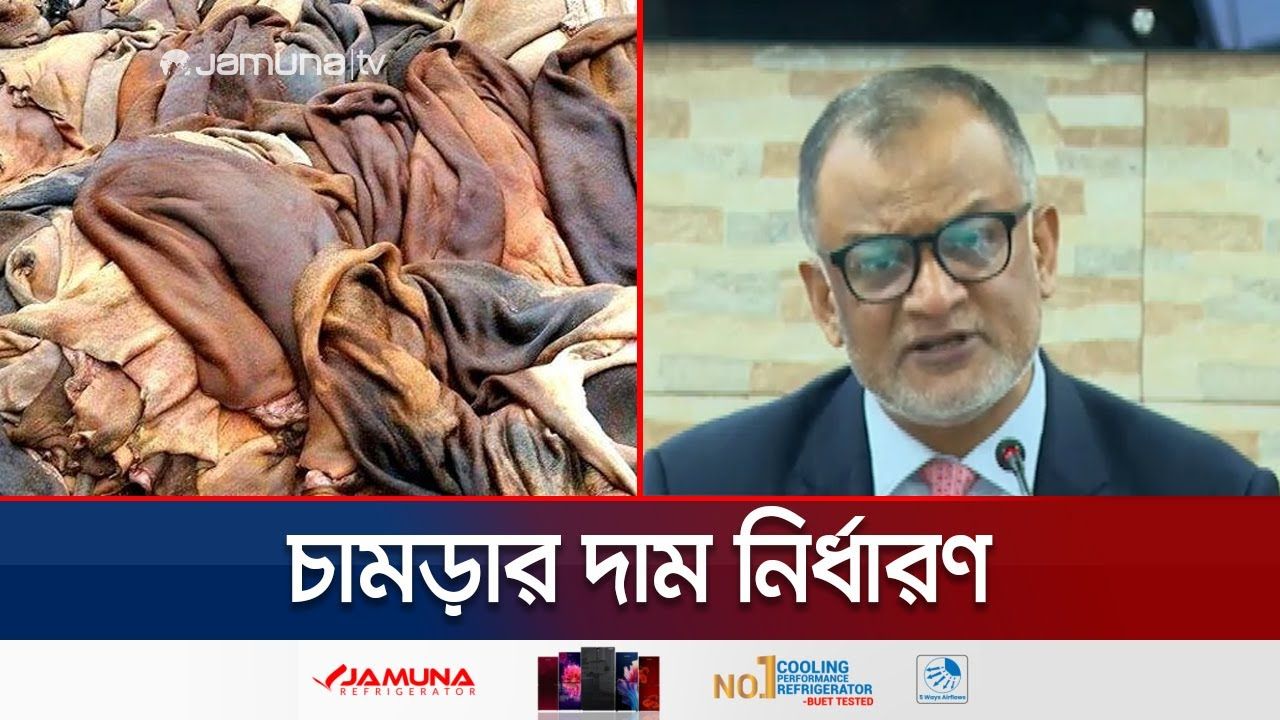 Jamuna|tv
চামড়ার দাম নির্ধারণ
JAMUNA
REFRIGERATOR
NO.1 COOLING
PERFORMANCE
REFRIGERATOR
-BUET TESTED
5 Ways Airflows